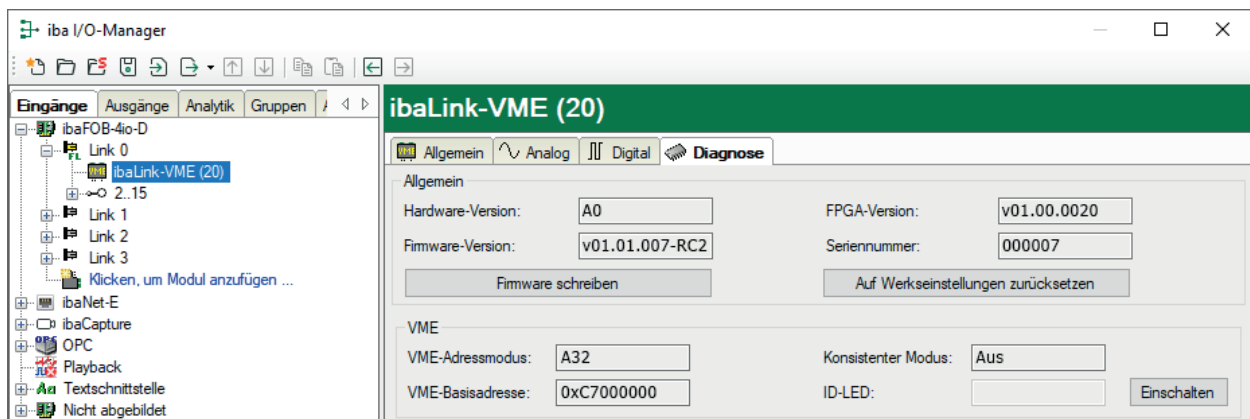 iba I/O-Manager
Eingänge Ausgänge Analytik Gruppen
ibaFOB-4io-D
Link 0
ibaLink-VME (20)
2..15
Link 1
Link 2
Link 3
Klicken, um Modul anzufügen ...
ibaNet-E
ibaCapture
OPC
Playback
Textschnittstelle
Nicht abgebildet
ibaLink-VME (20)
Allgemein Analog Digital Diagnose
Allgemein
Hardware-Version: A0 FPGA-Version: v01.00.0020
Firmware-Version: v01.01.007-RC2 Seriennummer: 000007
Firmware schreiben Auf Werkseinstellungen zurücksetzen
VME
VME-Adressmodus: A32 Konsistenter Modus: Aus
VME-Basisadresse: 0xC7000000 ID-LED: Einschalten